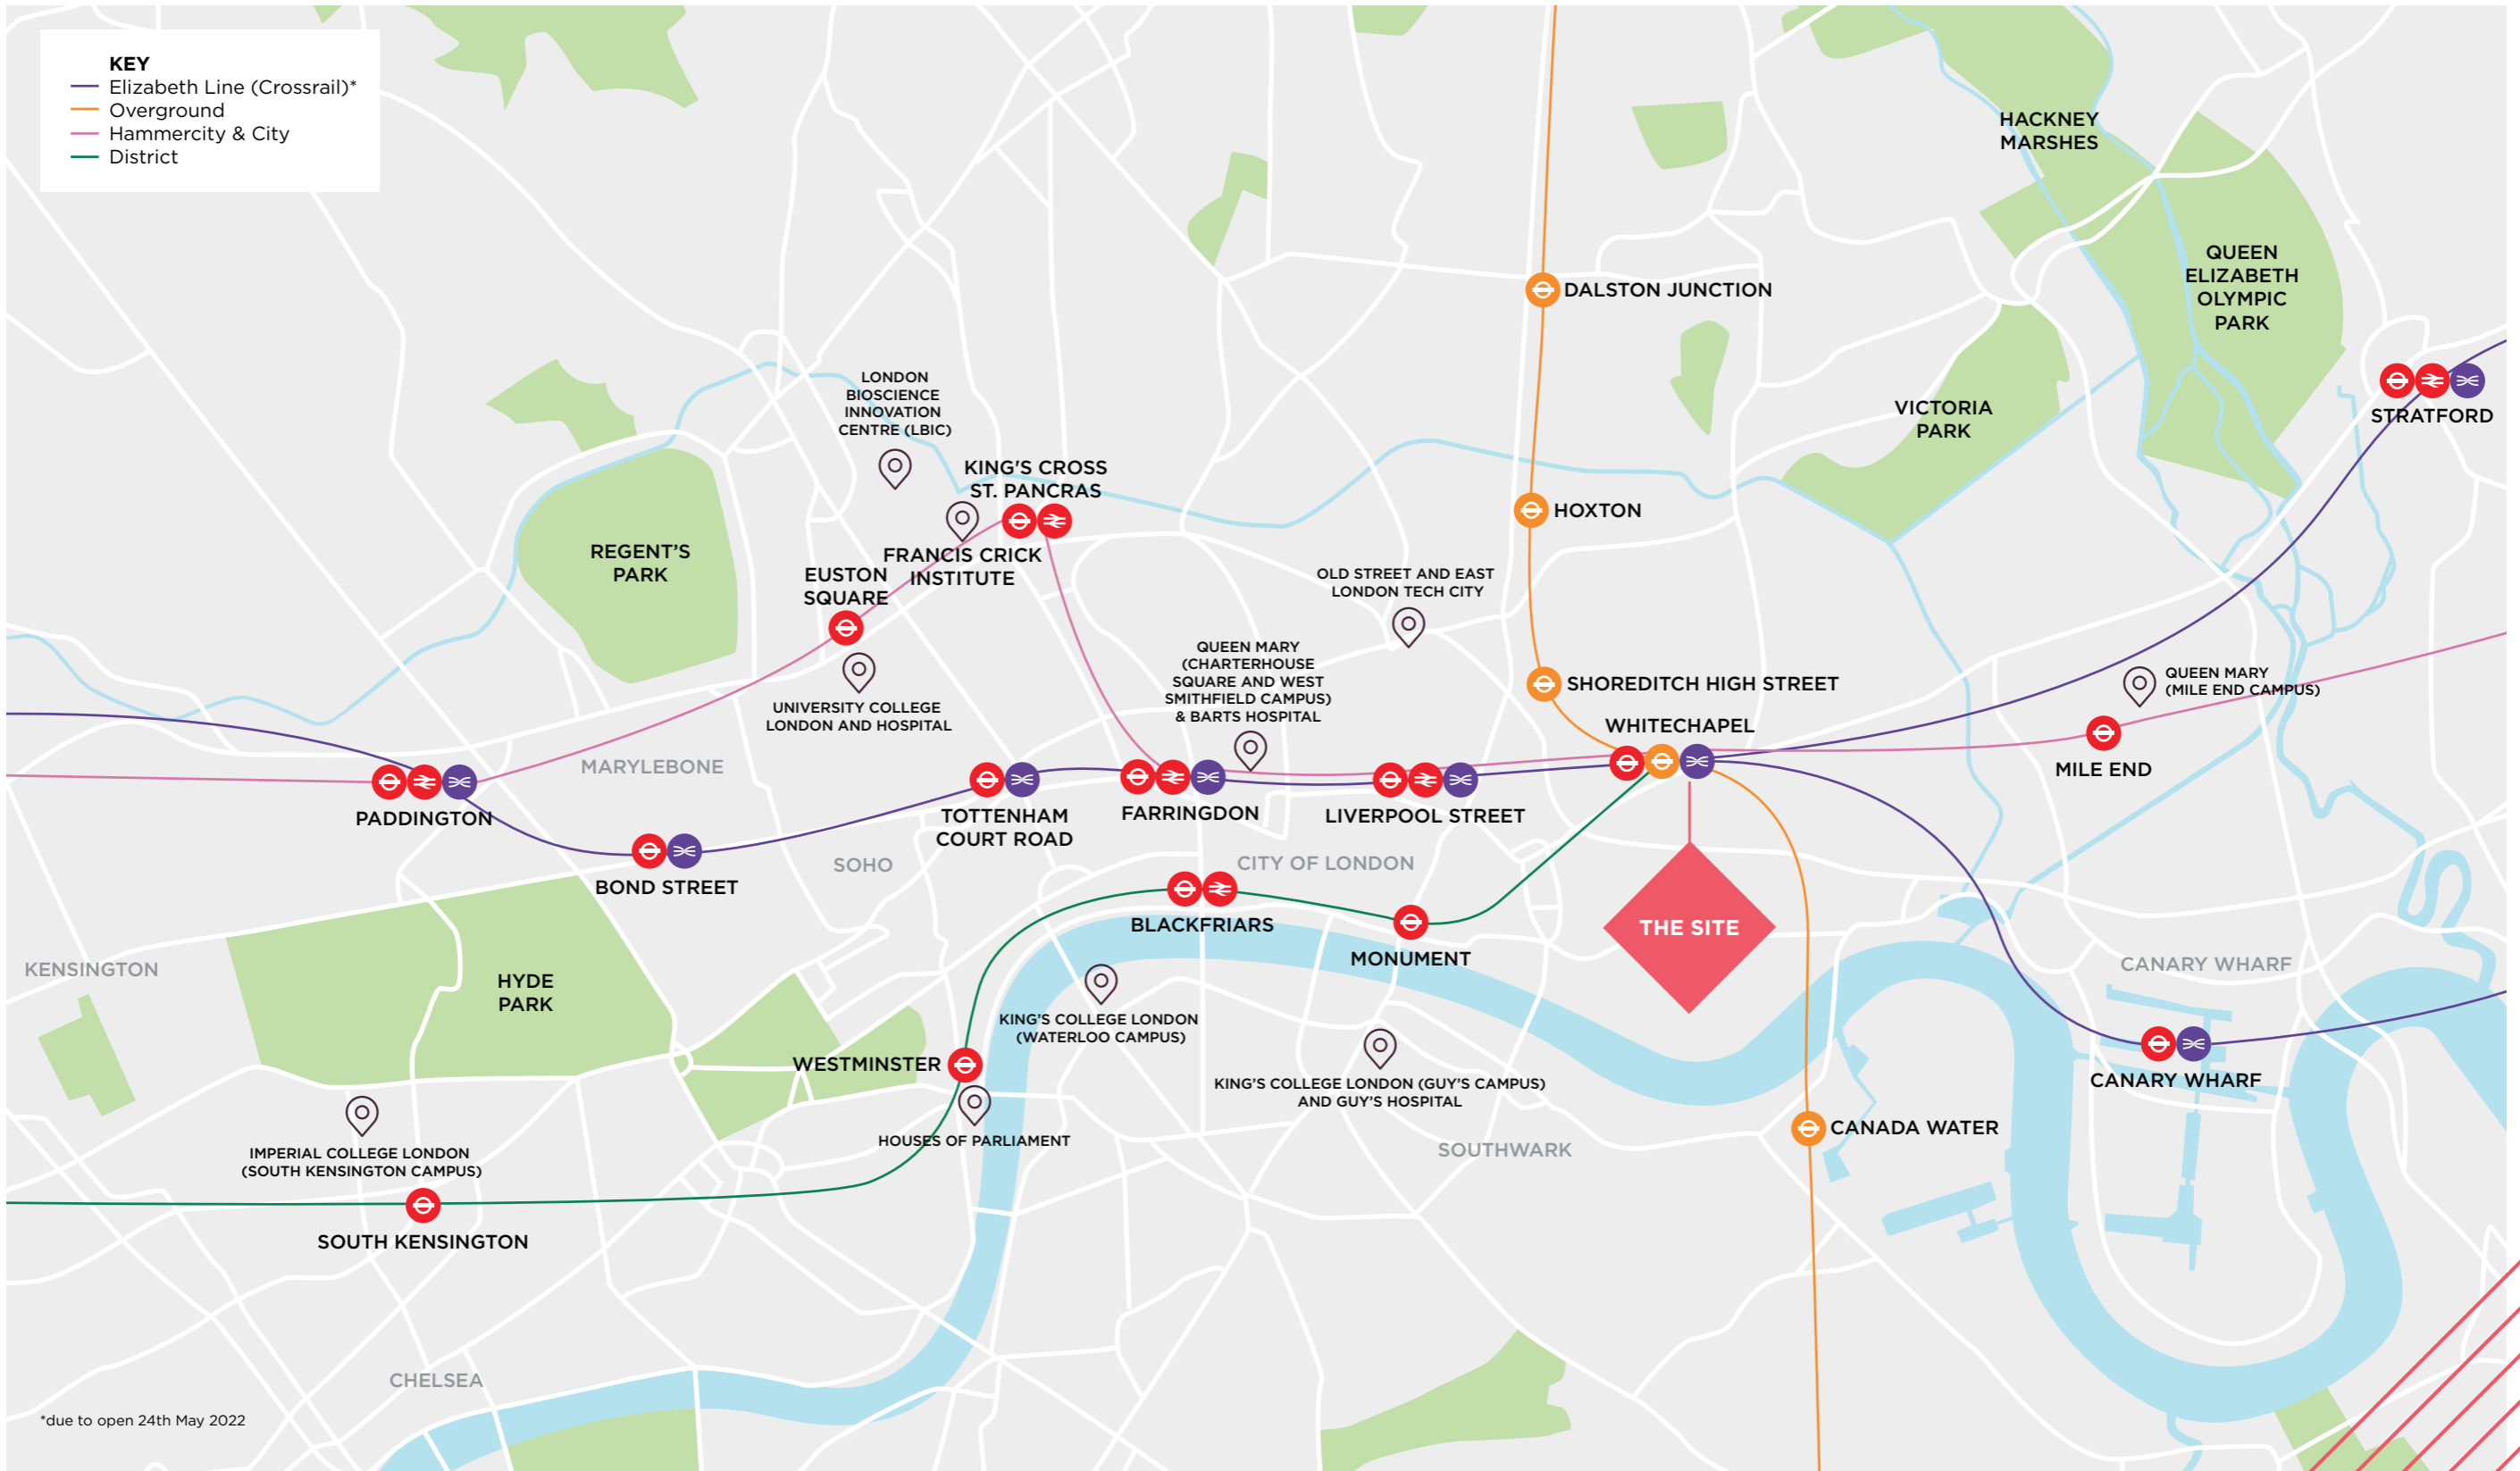 KEY
Elizabeth Line (Crossrail)*
Overground
Hammercity & City
District
HACKNEY
MARSHES
QUEEN
ELIZABETH
OLYMPIC
PARK
DALSTON JUNCTION
LONDON
BIOSCIENCE
INNOVATION
CENTRE (LBIC)
VICTORIA
PARK
STRATFORD
KING'S CROSS
ST. PANCRAS
HOXTON
REGENT'S
PARK
FRANCIS CRICK
INSTITUTE
EUSTON
SQUARE
OLD STREET AND EAST
LONDON TECH CITY
QUEEN MARY
(CHARTERHOUSE
SQUARE AND WEST
SMITHFIELD CAMPUS)
& BARTS HOSPITAL
SHOREDITCH HIGH STREET
QUEEN MARY
(MILE END CAMPUS)
UNIVERSITY COLLEGE
LONDON AND HOSPITAL
WHITECHAPEL
MARYLEBONE
MILE END
PADDINGTON
TOTTENHAM
COURT ROAD
FARRINGDON
LIVERPOOL STREET
SOHO
CITY OF LONDON
BOND STREET
BLACKFRIARS
THE SITE
MONUMENT
KENSINGTON
CANARY WHARF
HYDE
PARK
KING'S COLLEGE LONDON
(WATERLOO CAMPUS)
WESTMINSTER
KING'S COLLEGE LONDON (GUY'S CAMPUS)
AND GUY'S HOSPITAL
CANARY WHARF
CANADA WATER
HOUSES OF PARLIAMENT
SOUTHWARK
IMPERIAL COLLEGE LONDON
(SOUTH KENSINGTON CAMPUS)
SOUTH KENSINGTON
CHELSEA
*due to open 24th May 2022